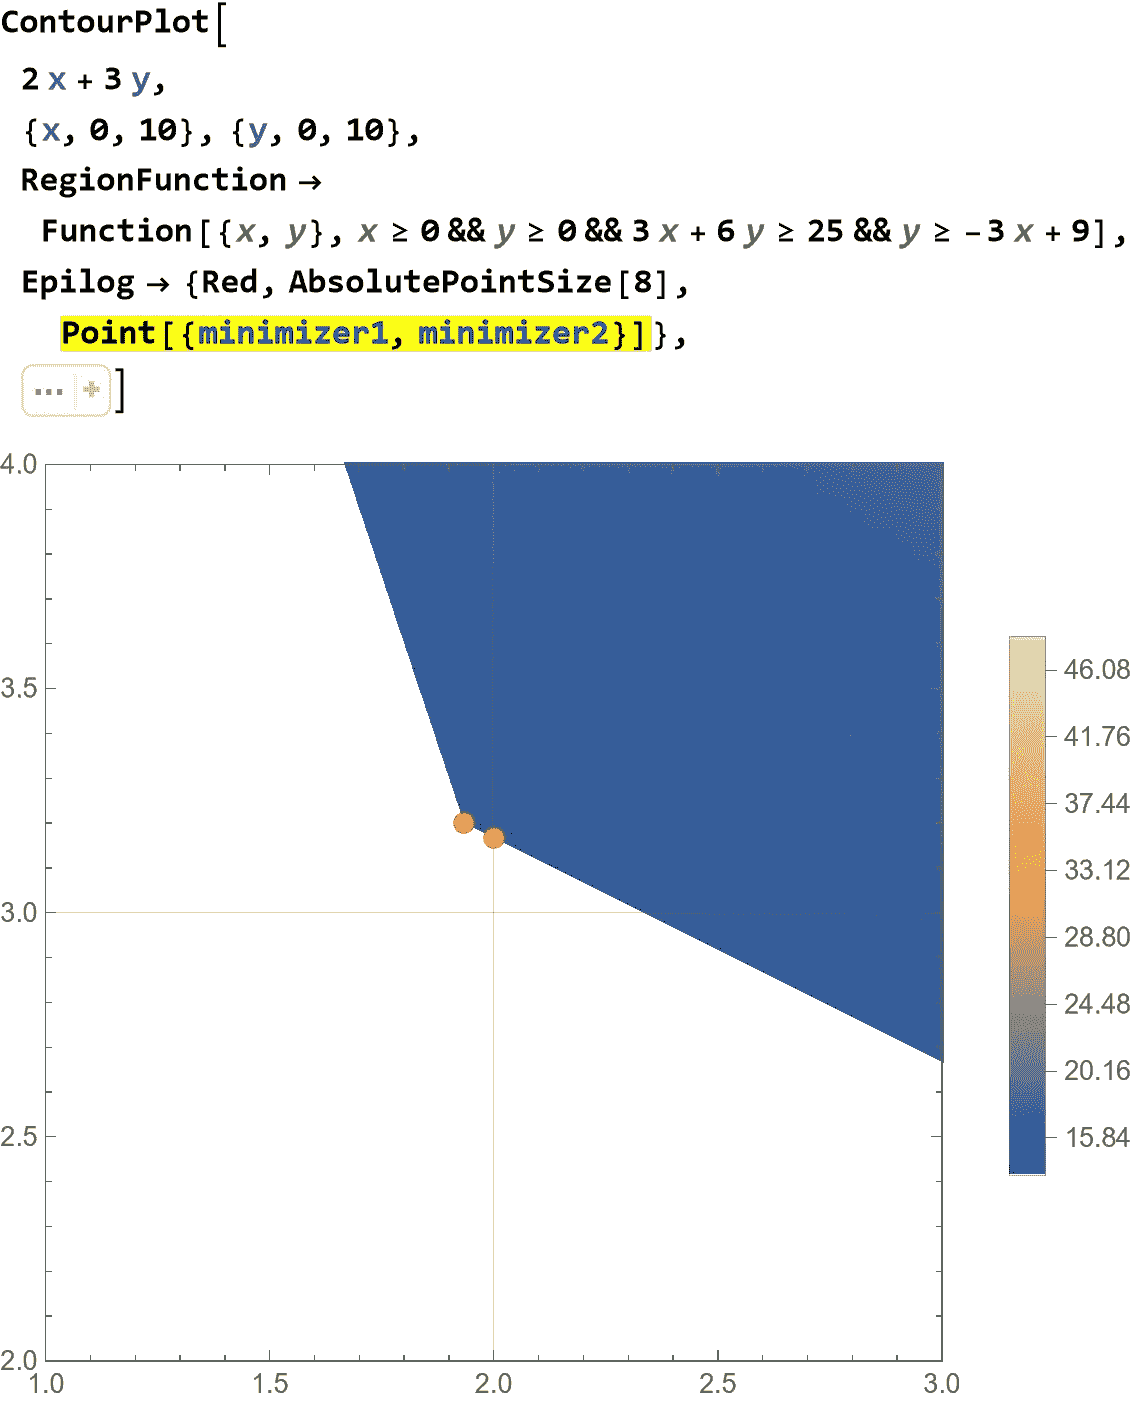 ContourPlot[
2 x + 3 y,
{x, 0, 10}, {y, 0, 10},
RegionFunction →
Function[{x, y}, x ≥ 0 && y ≥ 0 && 3 x + 6 y ≥ 25 && y ≥ -3 x + 9],
Epilog → {Red, AbsolutePointSize[8],
Point[{minimizer1, minimizer2}]},
... +]
4.0
3.5
3.0
2.5
2.0
1.0 1.5 2.0 2.5 3.0
46.08
41.76
37.44
33.12
28.80
24.48
20.16
15.84